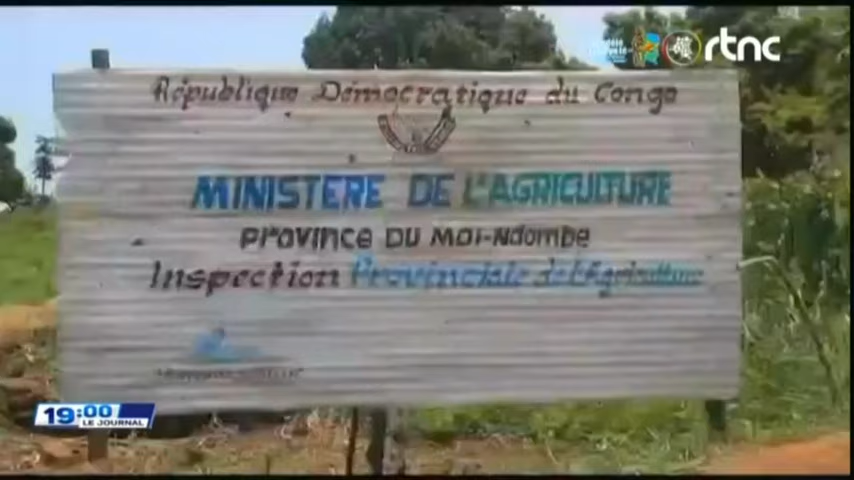 rtnc
République Démocratique du Congo
MINISTERE DE L'AGRICULTURE
PROVINCE DU MAI-NDOMBE
Inspection Provinciale de l'Agriculture
19:00
LE JOURNAL